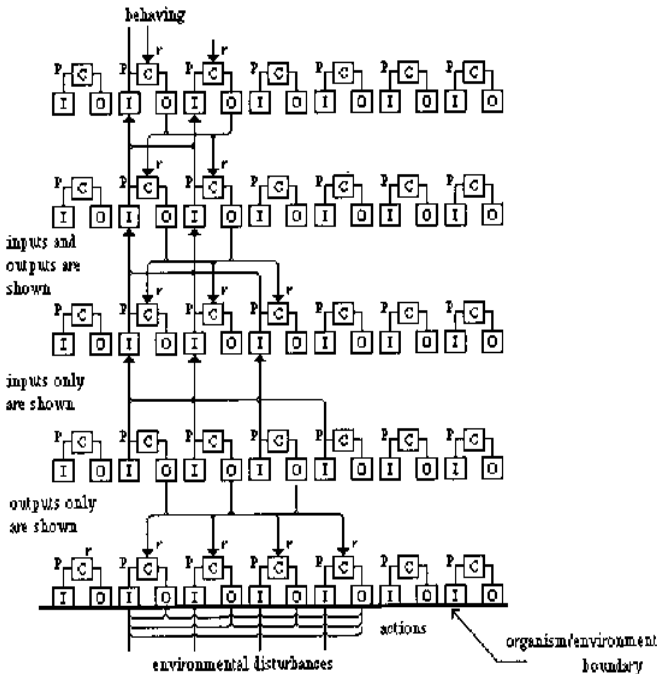 behaving
r r
P C P C P C P C P C P C P C
I O I O I O I O I O I O I O
r r
P C P C P C P C P C P C P C
I O I O I O I O I O I O I O
inputs and
outputs are
shown
r r r
P C P C P C P C P C P C P C
I O I O I O I O I O I O I O
inputs only
are shown
P C P C P C P C P C P C P C
I O I O I O I O I O I O I O
outputs only
are shown
r r r r r
P C P C P C P C P C P C P C
I O I O I O I O I O I O I O
actions
organism/environment
boundary
environmental disturbances